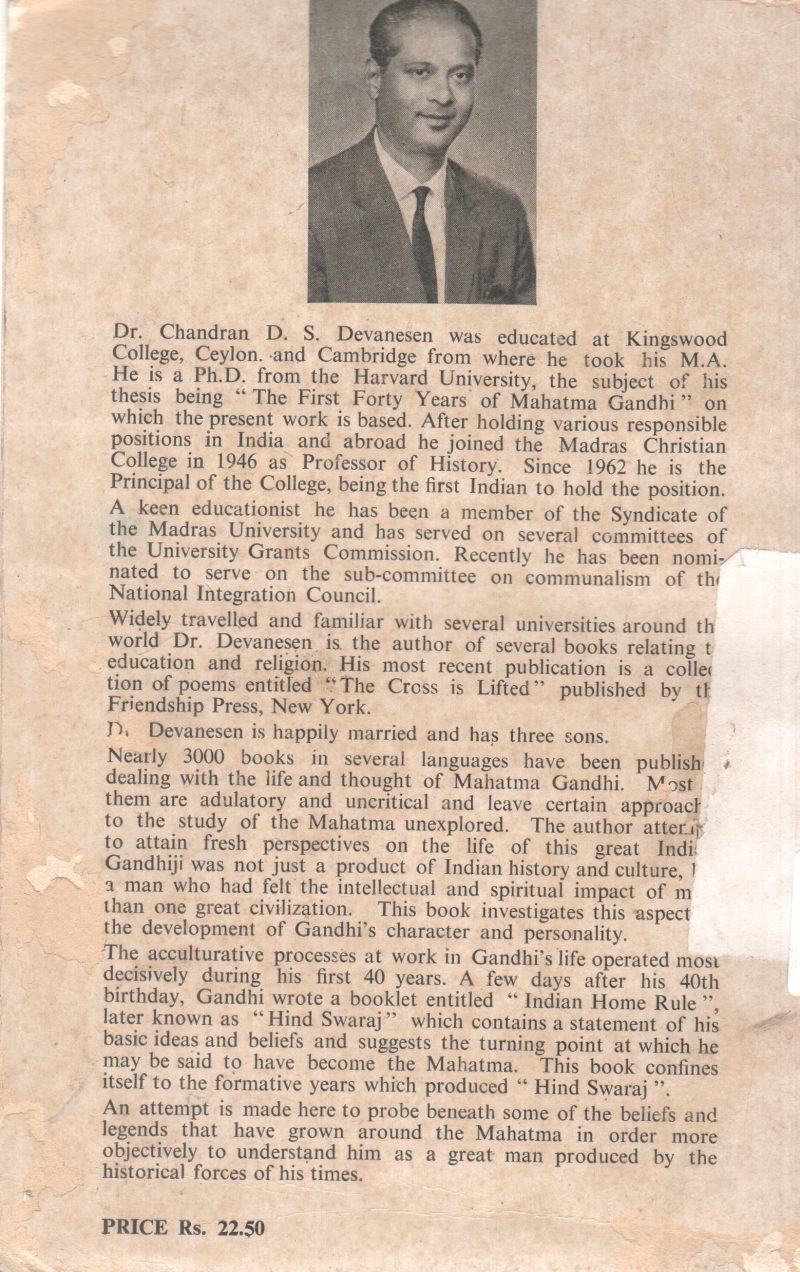 Dr. Chandran D. S. Devanesen was educated at Kingswood
College, Ceylon. and Cambridge from where he took his M.A.
He is a Ph.D. from the Harvard University, the subject of his
thesis being “ The First Forty Years of Mahatma Gandhi ” on
which the present work is based. After holding various responsible
positions in India and abroad he joined the Madras Christian
College in 1946 as Professor of History. Since 1962 he is the
Principal of the College, being the first Indian to hold the position.
A keen educationist he has been a member of the Syndicate of
the Madras University and has served on several committees of
the University Grants Commission. Recently he has been nomi-
nated to serve on the sub-committee on communalism of the
National Integration Council.
Widely travelled and familiar with several universities around th
world Dr. Devanesen is the author of several books relating t
education and religion. His most recent publication is a collec
tion of poems entitled “The Cross is Lifted” published by th
Friendship Press, New York.
Devanesen is happily married and has three sons.
Nearly 3000 books in several languages have been publish
dealing with the life and thought of Mahatma Gandhi. Most
them are adulatory and uncritical and leave certain approach
to the study of the Mahatma unexplored. The author attemp
to attain fresh perspectives on the life of this great Indi
Gandhiji was not just a product of Indian history and culture,
a man who had felt the intellectual and spiritual impact of m
than one great civilization. This book investigates this aspect
the development of Gandhi’s character and personality.
The acculturative processes at work in Gandhi’s life operated most
decisively during his first 40 years. A few days after his 40th
birthday, Gandhi wrote a booklet entitled “ Indian Home Rule ”,
later known as “Hind Swaraj” which contains a statement of his
basic ideas and beliefs and suggests the turning point at which he
may be said to have become the Mahatma. This book confines
itself to the formative years which produced “ Hind Swaraj ”.
An attempt is made here to probe beneath some of the beliefs and
legends that have grown around the Mahatma in order more
objectively to understand him as a great man produced by the
historical forces of his times.
PRICE Rs. 22.50